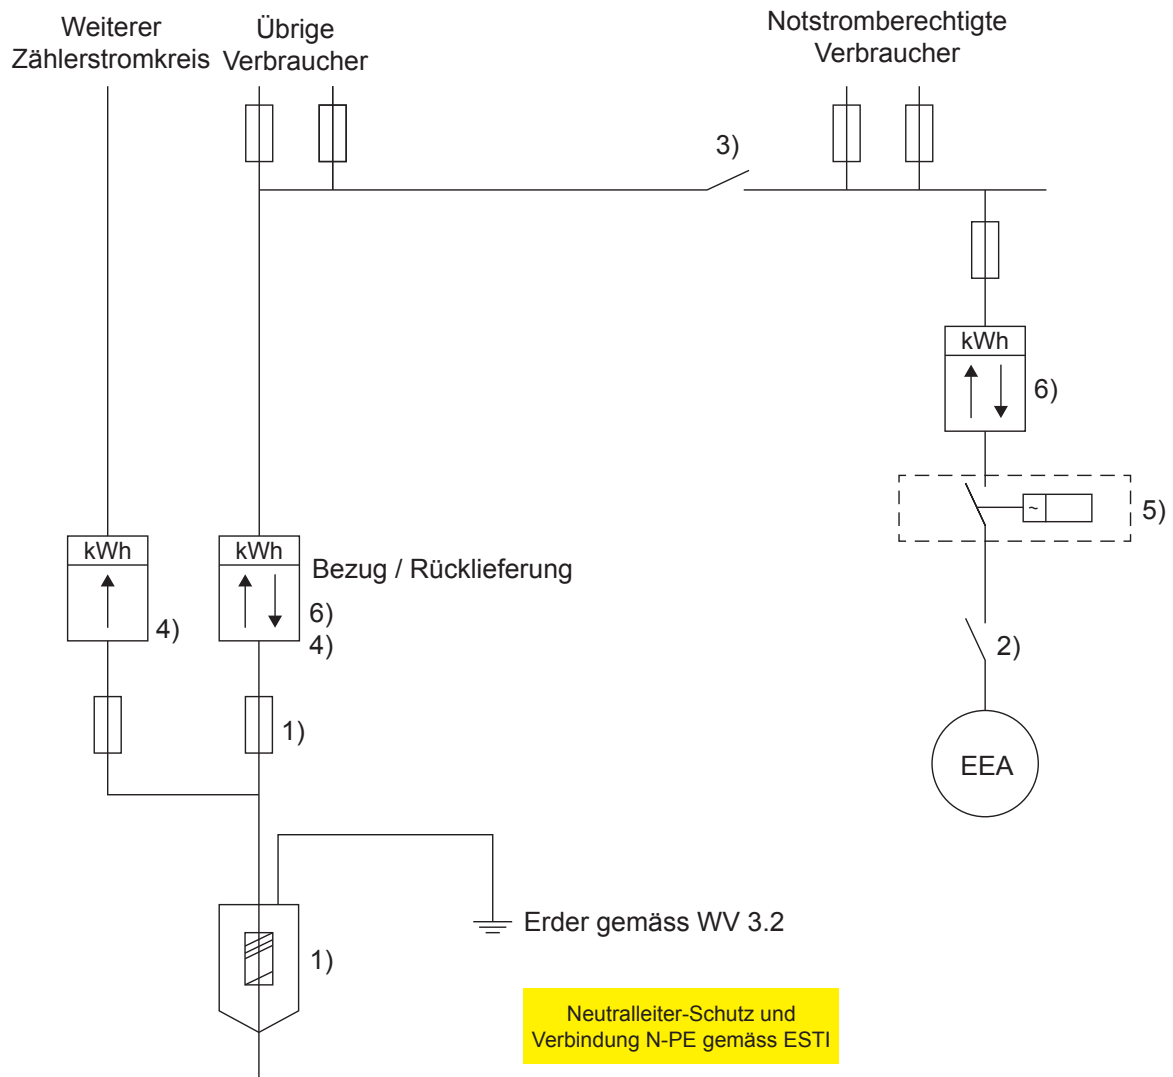 Weiterer
Zählerstromkreis
Übrige
Verbraucher
Notstromberechtigte
Verbraucher
3)
kWh
6)
~
5)
kWh
4)
kWh
Bezug / Rücklieferung
6)
4)
2)
1)
EEA
Erder gemäss WV 3.2
1)
Neutralleiter-Schutz und
Verbindung N-PE gemäss ESTI